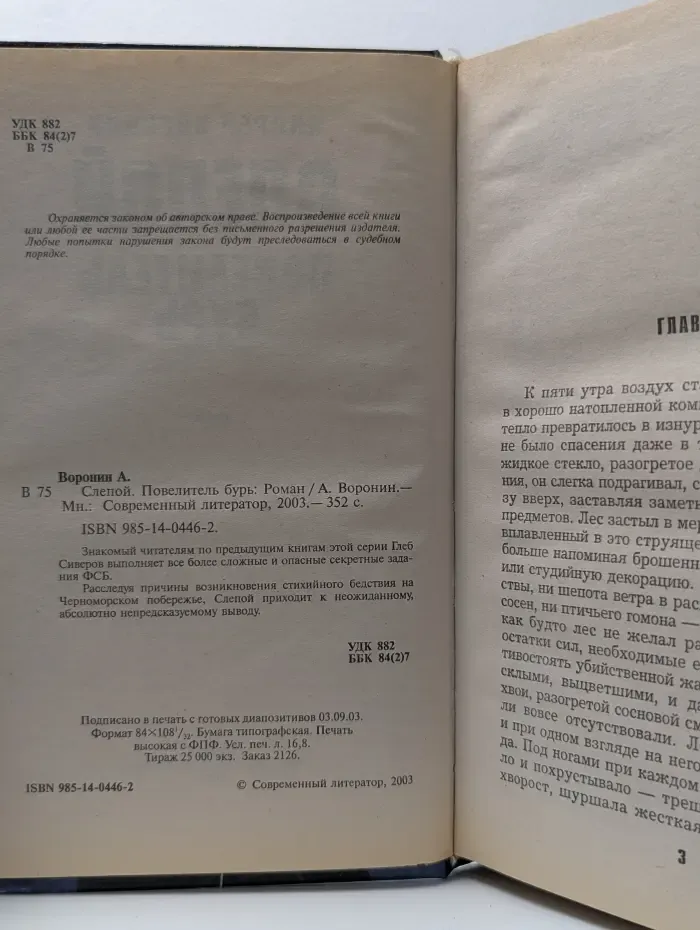 УДК 882
ББК 84(2)7
В 75
Охраняется законом об авторском праве. Воспроизведение всей книги
или любой ее части запрещается без письменного разрешения издателя.
Любые попытки нарушения закона будут преследоваться в судебном
порядке.
Воронин А.
В 75 Слепой. Повелитель бурь: Роман / А. Воронин.—
Мн.: Современный литератор, 2003.— 352 с.
ISBN 985-14-0446-2.
Знакомый читателям по предыдущим книгам этой серии Глеб
Сиверов выполняет все более сложные и опасные секретные зада-
ния ФСБ.
Расследуя причины возникновения стихийного бедствия на
Черноморском побережье, Слепой приходит к неожиданному,
абсолютно непредсказуемому выводу.
УДК 882
ББК 84(2)7
Подписано в печать с готовых диапозитивов 03.09.03.
Формат 84×108¹/₃₂. Бумага типографская. Печать
высокая с ФПФ. Усл. печ. л. 16,8.
Тираж 25 000 экз. Заказ 2126.
ISBN 985-14-0446-2
© Современный литератор, 2003
ГЛАВ
К пяти утра воздух ст
в хорошо натопленной ком
тепло превратилось в изнур
не было спасения даже в
жидкое стекло, разогретое
ния, он слегка подрагивал, с
зу вверх, заставляя замет
предметов. Лес застыл в мер
вплавленный в это струяще
больше напоминая брошенн
или студийную декорацию.
ствы, ни шепота ветра в рас
сосен, ни птичьего гомона —
как будто лес не желал ра
остатки сил, необходимые е
тивостоять убийственной жа
склыми, выцветшими, и да
хвои, разогретой сосновой см
ли вовсе отсутствовали. Л
и при одном взгляде на него
да. Под ногами при каждом
ло и похрустывало — трещ
хворост, шуршала жесткая
3